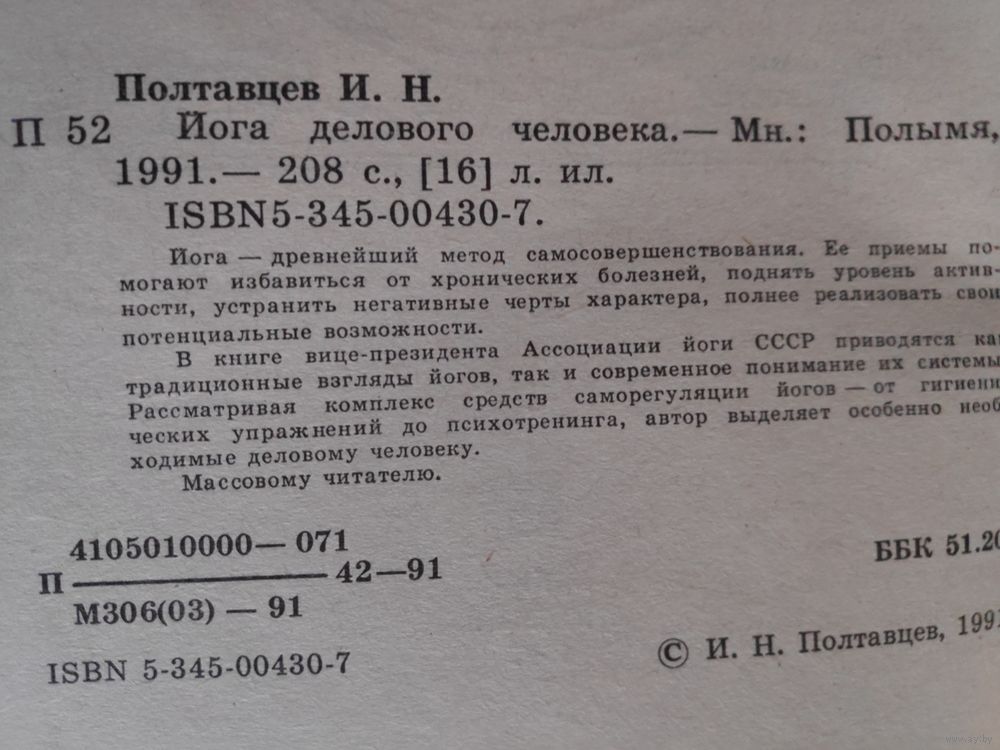 Полтавцев И. Н.
П 52 Йога делового человека.— Мн.: Полымя,
1991.— 208 с., [16] л. ил.
ISBN5-345-00430-7.
Йога — древнейший метод самосовершенствования. Ее приемы по-
могают избавиться от хронических болезней, поднять уровень актив-
ности, устранить негативные черты характера, полнее реализовать свои
потенциальные возможности.
В книге вице-президента Ассоциации йоги СССР приводятся ка
традиционные взгляды йогов, так и современное понимание их системы
Рассматривая комплекс средств саморегуляции йогов — от гигиени
ческих упражнений до психотренинга, автор выделяет особенно необ
ходимые деловому человеку.
Массовому читателю.
4105010000— 071
П 42—91
М306(03) — 91
ББК 51.20
ISBN 5-345-00430-7
© И. Н. Полтавцев, 1991
www.ay.by